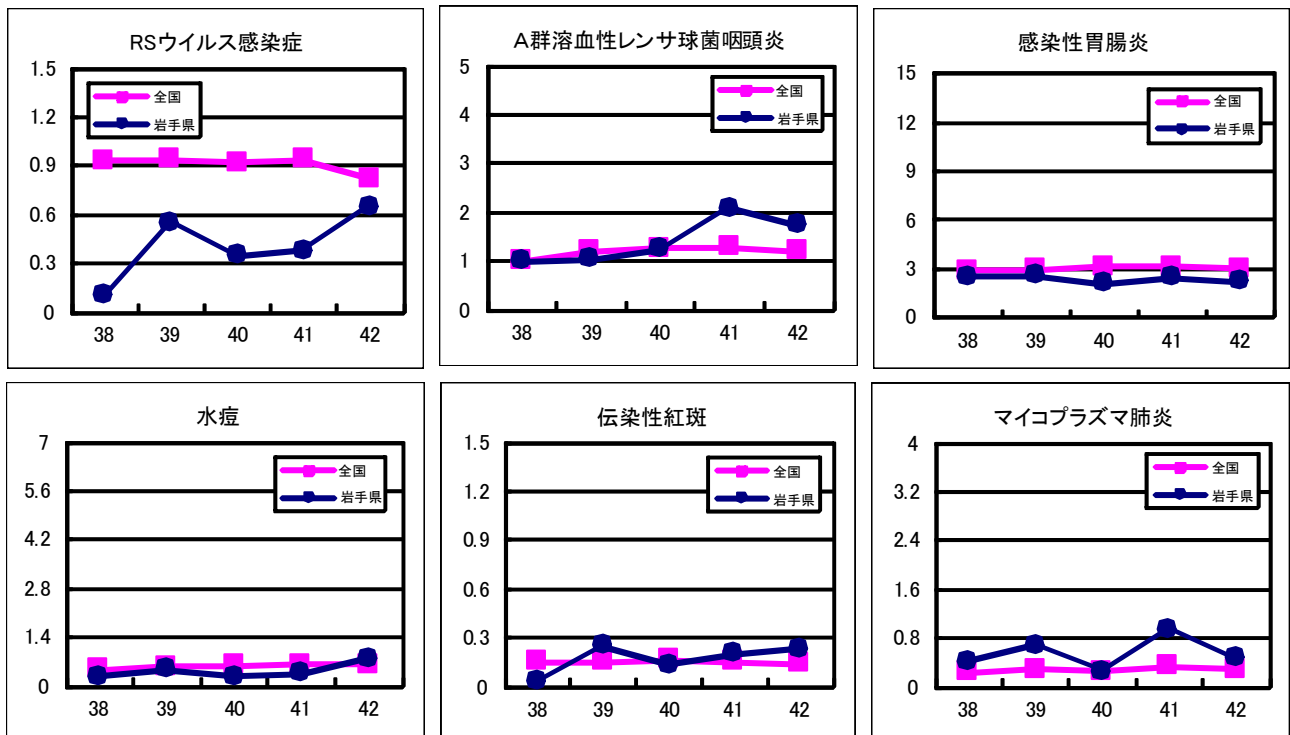 RSウイルス感染症
1.5
1.2
0.9
0.6
0.3
0
全国
岩手県
38 39 40 41 42
A群溶血性レンサ球菌咽頭炎
5
4
3
2
1
0
全国
岩手県
38 39 40 41 42
感染性胃腸炎
15
12
9
6
3
0
全国
岩手県
38 39 40 41 42
水痘
7
5.6
4.2
2.8
1.4
0
全国
岩手県
38 39 40 41 42
伝染性紅斑
1.5
1.2
0.9
0.6
0.3
0
全国
岩手県
38 39 40 41 42
マイコプラズマ肺炎
4
3.2
2.4
1.6
0.8
0
全国
岩手県
38 39 40 41 42